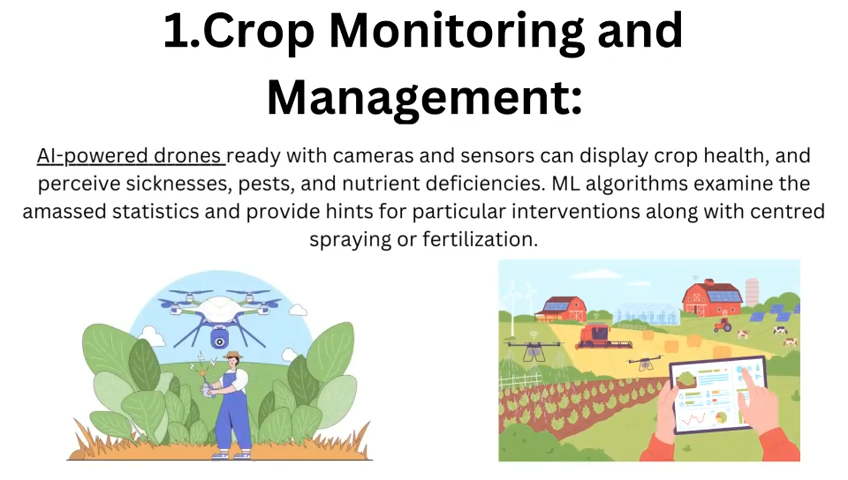 1.Crop Monitoring and
Management:
AI-powered drones ready with cameras and sensors can display crop health, and
perceive sicknesses, pests, and nutrient deficiencies. ML algorithms examine the
amassed statistics and provide hints for particular interventions along with centred
spraying or fertilization.